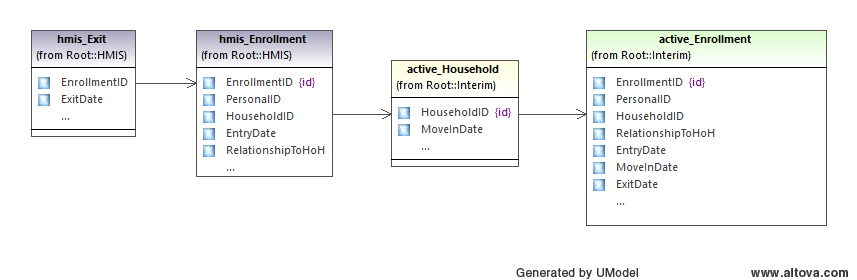 hmis_Exit
(from Root::HMIS)
EnrollmentID
ExitDate
...
hmis_Enrollment
(from Root::HMIS)
EnrollmentID {id}
PersonalID
HouseholdID
EntryDate
RelationshipToHoH
...
active_Household
(from Root::Interim)
HouseholdID {id}
MoveInDate
...
active_Enrollment
(from Root::Interim)
EnrollmentID {id}
PersonalID
HouseholdID
RelationshipToHoH
EntryDate
MoveInDate
ExitDate
...
Generated by UModel
www.altova.com